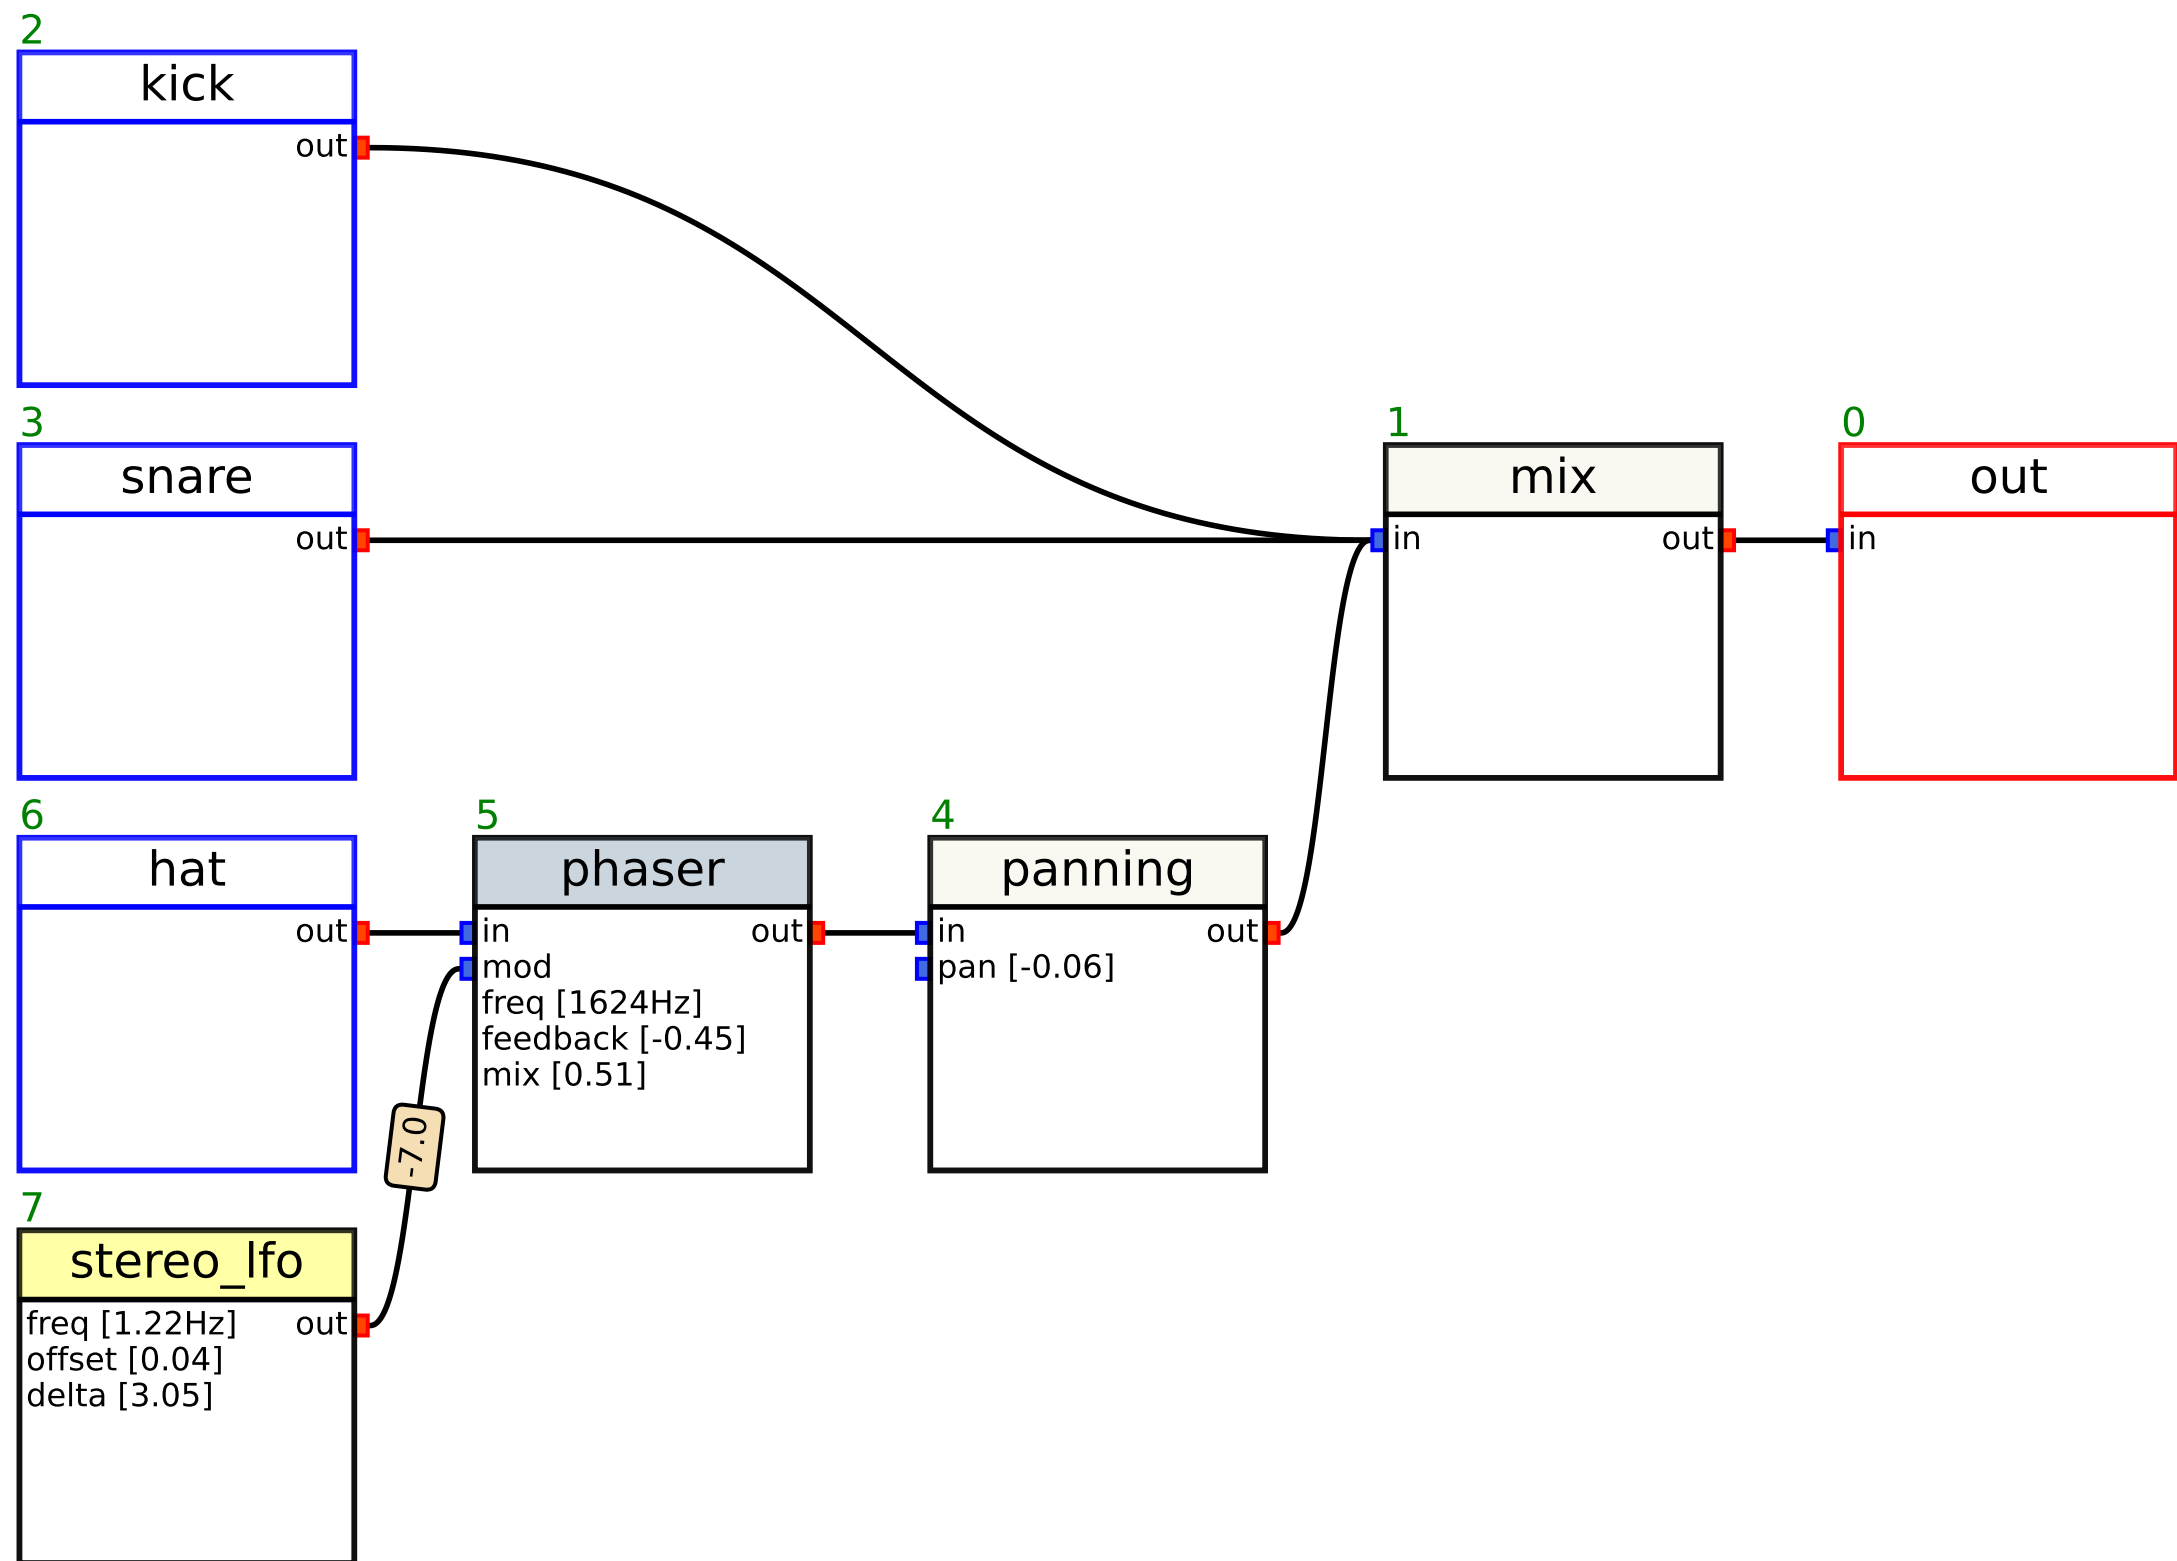 2
kick
out
3
snare
out
1
mix
in out
0
out
in
6
hat
out
5
phaser
in out
mod
freq [1624Hz]
feedback [-0.45]
mix [0.51]
4
panning
in out
pan [-0.06]
-7.0
7
stereo_lfo
freq [1.22Hz] out
offset [0.04]
delta [3.05]